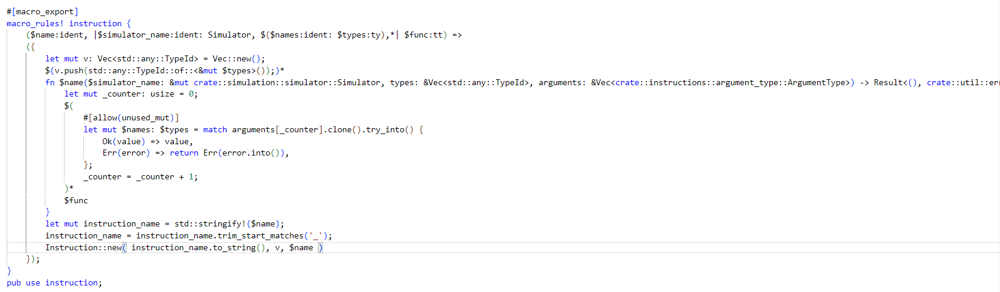 #[macro_export]
macro_rules! instruction {
    ($name:ident, |$simulator_name:ident: Simulator, $($names:ident: $types:ty),*| $func:tt) =>
    ({
        let mut v: Vec<std::any::TypeId> = Vec::new();
        $(v.push(std::any::TypeId::of::<&mut $types>());)*
        fn $name($simulator_name: &mut crate::simulation::simulator::Simulator, types: &Vec<std::any::TypeId>, arguments: &Vec<crate::instructions::argument_type::ArgumentType>) -> Result<(), crate::util::err
            let mut _counter: usize = 0;
            $(
                #[allow(unused_mut)]
                let mut $names: $types = match arguments[_counter].clone().try_into() {
                    Ok(value) => value,
                    Err(error) => return Err(error.into()),
                };
                _counter = _counter + 1;
            )*
            $func
        }
        let mut instruction_name = std::stringify!($name);
        instruction_name = instruction_name.trim_start_matches('_');
        Instruction::new( instruction_name.to_string(), v, $name )
    });
}
pub use instruction;